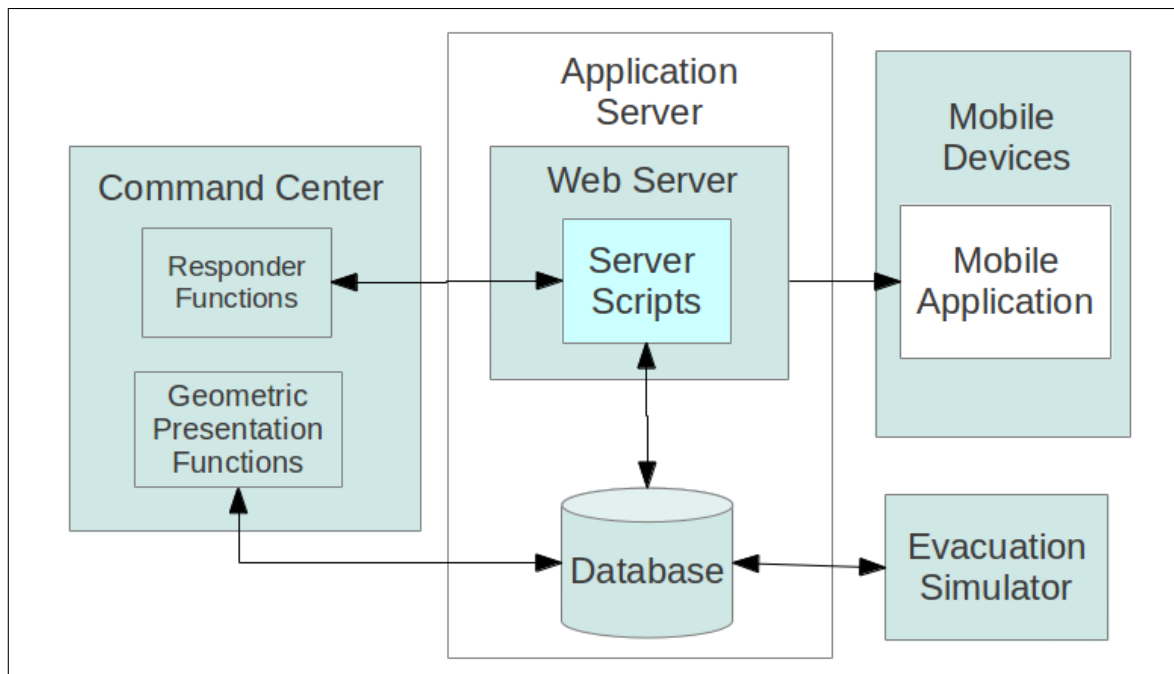 Application
Server
Mobile
Devices
Command Center
Web Server
Responder
Functions
Server
Scripts
Mobile
Application
Geometric
Presentation
Functions
Database
Evacuation
Simulator